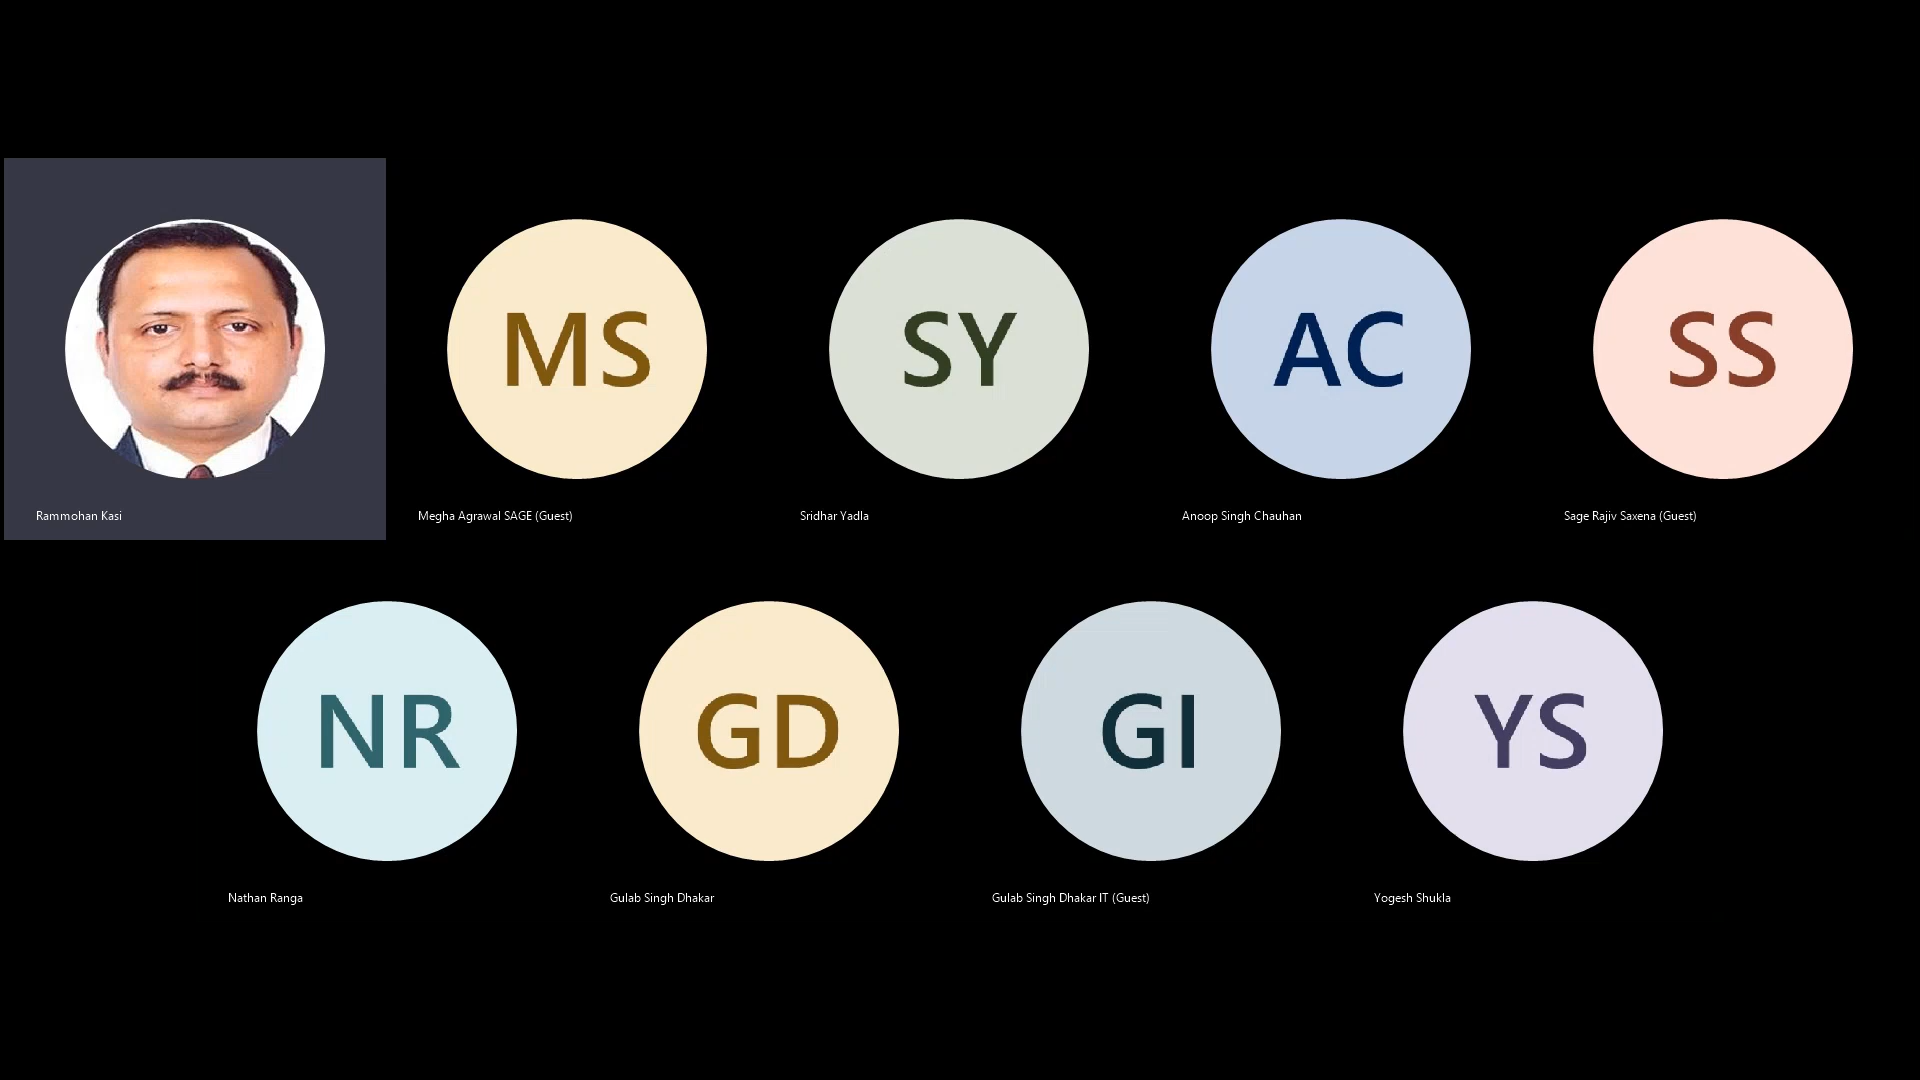 MS
SY
AC
SS
Rammohan Kasi
Megha Agrawal SAGE (Guest)
Sridhar Yadla
Anoop Singh Chauhan
Sage Rajiv Saxena (Guest)
NR
GD
GI
YS
Nathan Ranga
Gulab Singh Dhakar
Gulab Singh Dhakar IT (Guest)
Yogesh Shukla